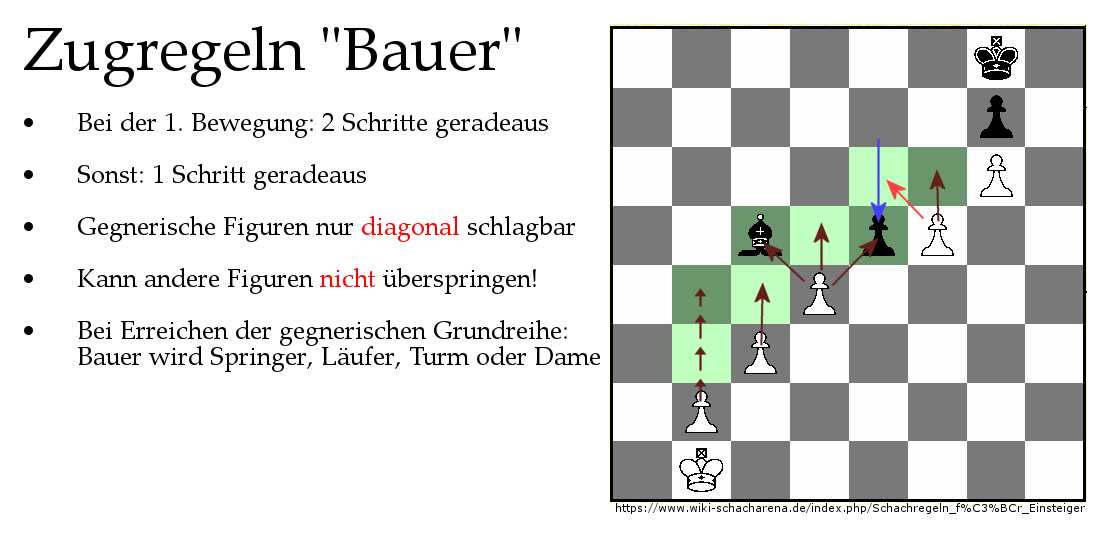 Zugregeln "Bauer"
• Bei der 1. Bewegung: 2 Schritte geradeaus
• Sonst: 1 Schritt geradeaus
• Gegnerische Figuren nur diagonal schlagbar
• Kann andere Figuren nicht überspringen!
• Bei Erreichen der gegnerischen Grundreihe:
Bauer wird Springer, Läufer, Turm oder Dame
https://www.wiki-schacharena.de/index.php/Schachregeln_f%C3%BCr_Einsteiger